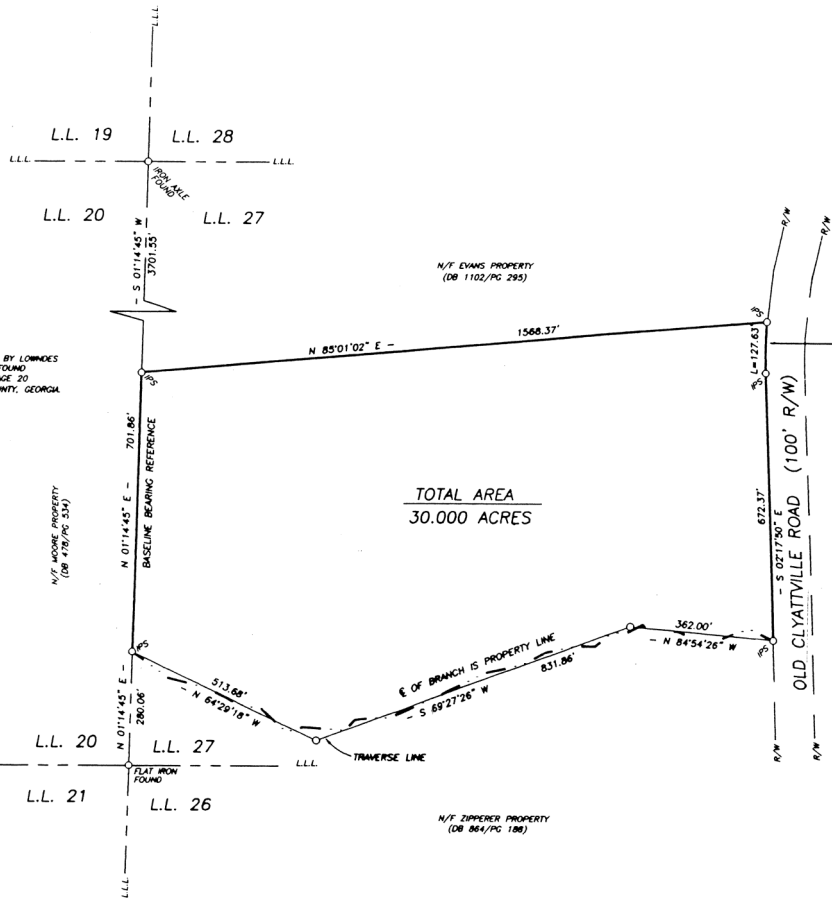 L.L.L.
L.L. 19
L.L. 28
L.L.L.
L.L.L.
IRON AXLE
FOUND
L.L. 20
L.L. 27
S 01°14'45" W
3701.55'
N/F EVANS PROPERTY
(DB 1102/PG 295)
R/W
R/W
IPS
N 85°01'02" E -
1568.37'
L=127.63'
IPS
BY LOWNDES
FOUND
GE 20
NTY, GEORGIA.
IPS
701.86'
N 01°14'45" E -
BASELINE BEARING REFERENCE
N/F MOORE PROPERTY
(DB 478/PG 534)
TOTAL AREA
30.000 ACRES
672.37'
- S 02°17'50" E
OLD CLYATTVILLE ROAD (100' R/W)
362.00'
- N 84°54'26" W
IPS
℄ OF BRANCH IS PROPERTY LINE
831.86'
- S 69°27'26" W
IPS
513.68'
- N 64°29'18" W
N 01°14'45" E -
280.06'
TRAVERSE LINE
L.L. 20
L.L. 27
L.L.L.
FLAT IRON
FOUND
L.L. 21
L.L. 26
R/W
R/W
N/F ZIPPERER PROPERTY
(DB 864/PG 188)
L.L.L.